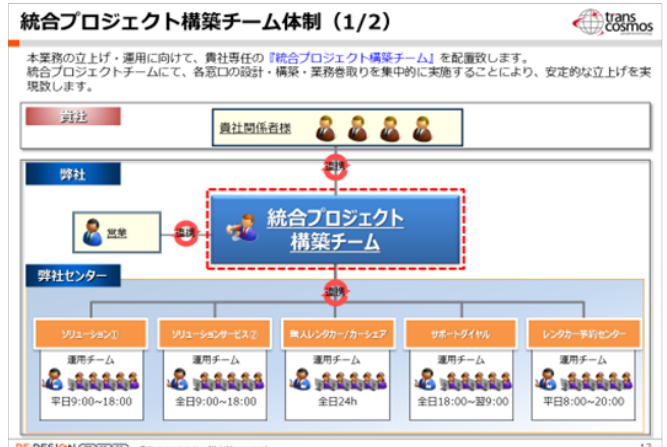 統合プロジェクト構築チーム体制（1/2）
trans
cosmos
本業務の立上げ・運用に向けて、貴社専任の『統合プロジェクト構築チーム』を配置致します。
統合プロジェクトチームにて、各窓口の設計・構築・業務巻取りを集中的に実施することにより、安定的な立上げを実
現致します。
貴社
貴社関係者様
連携
弊社
営業
連携
統合プロジェクト
構築チーム
弊社センター
連携
ソリューション①
ソリューションサービス②
無人レンタカー/カーシェア
サポートダイヤル
レンタカー予約センター
運用チーム
運用チーム
運用チーム
運用チーム
運用チーム
平日9:00~18:00
全日9:00~18:00
全日24h
全日18:00~翌9:00
平日8:00~20:00